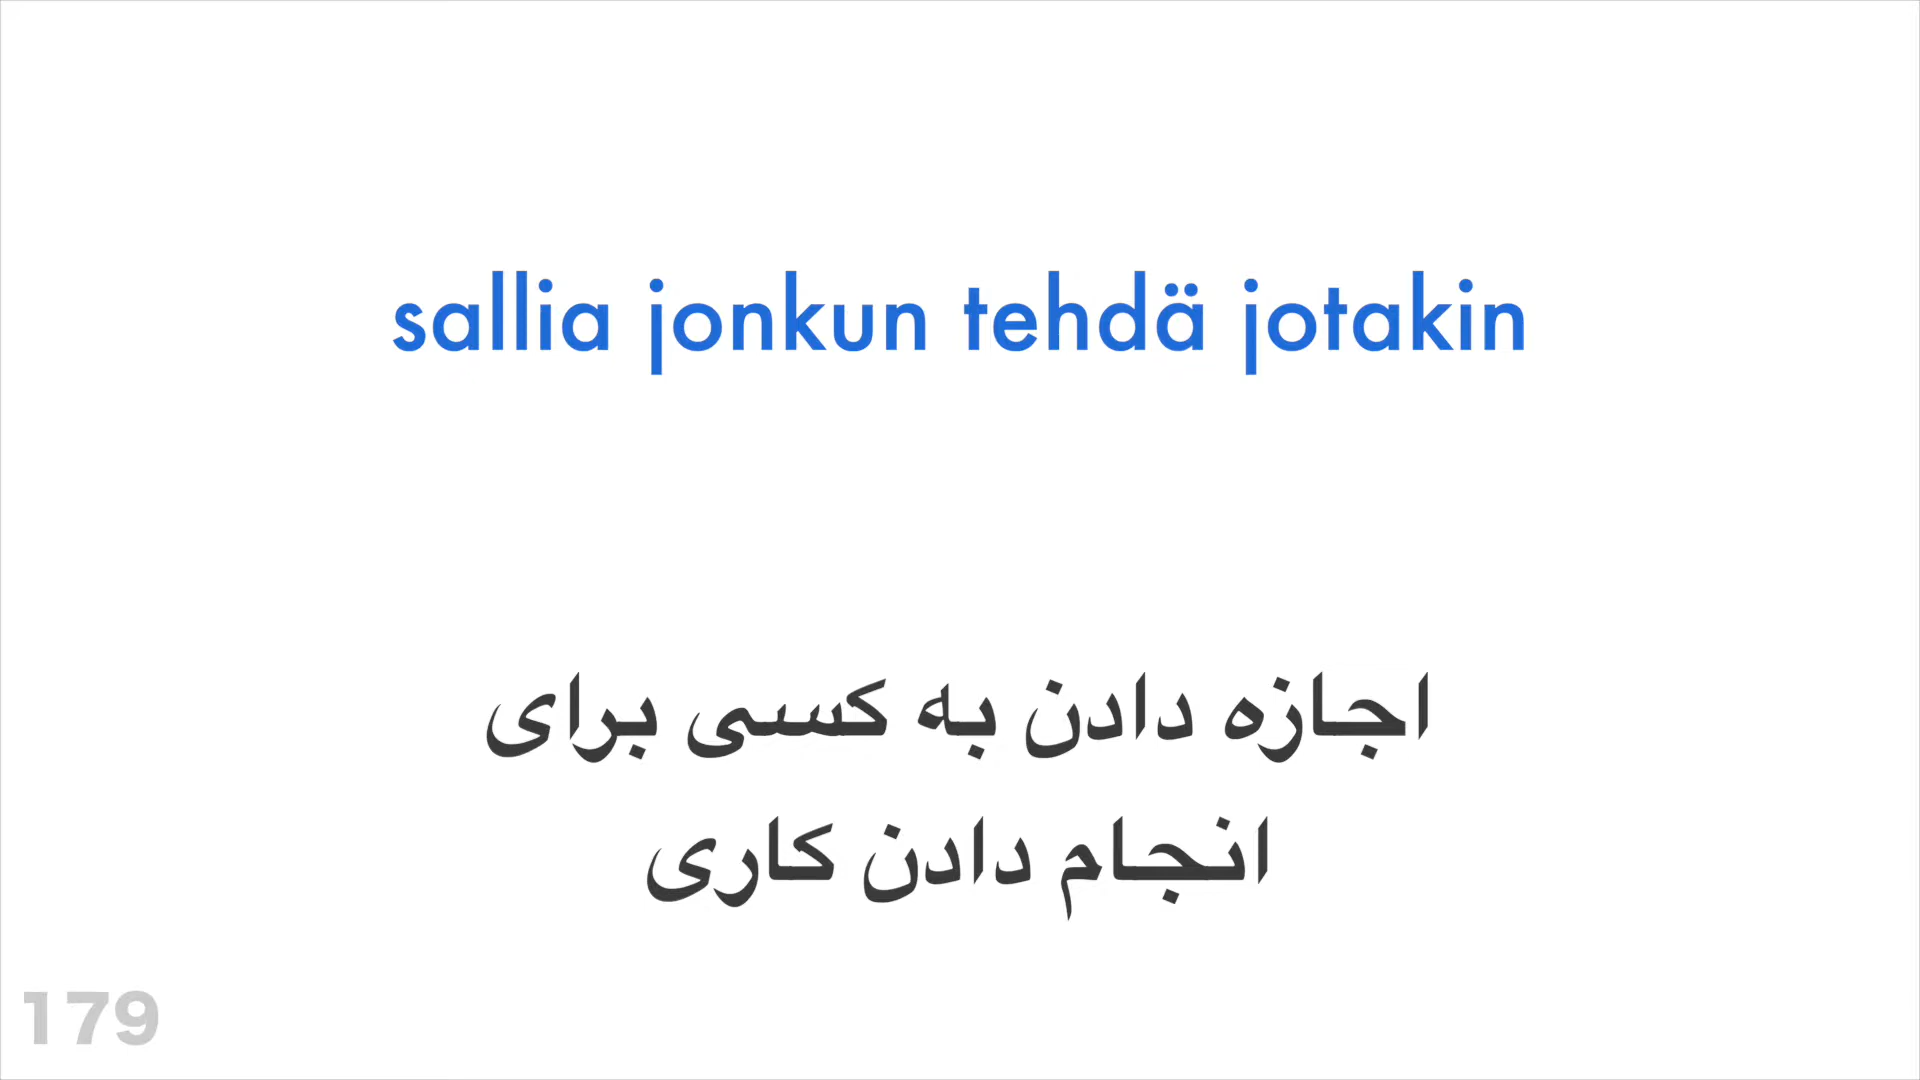 sallia jonkun tehdä jotakin
اجازه دادن به کسی برای
انجام دادن کاری
179